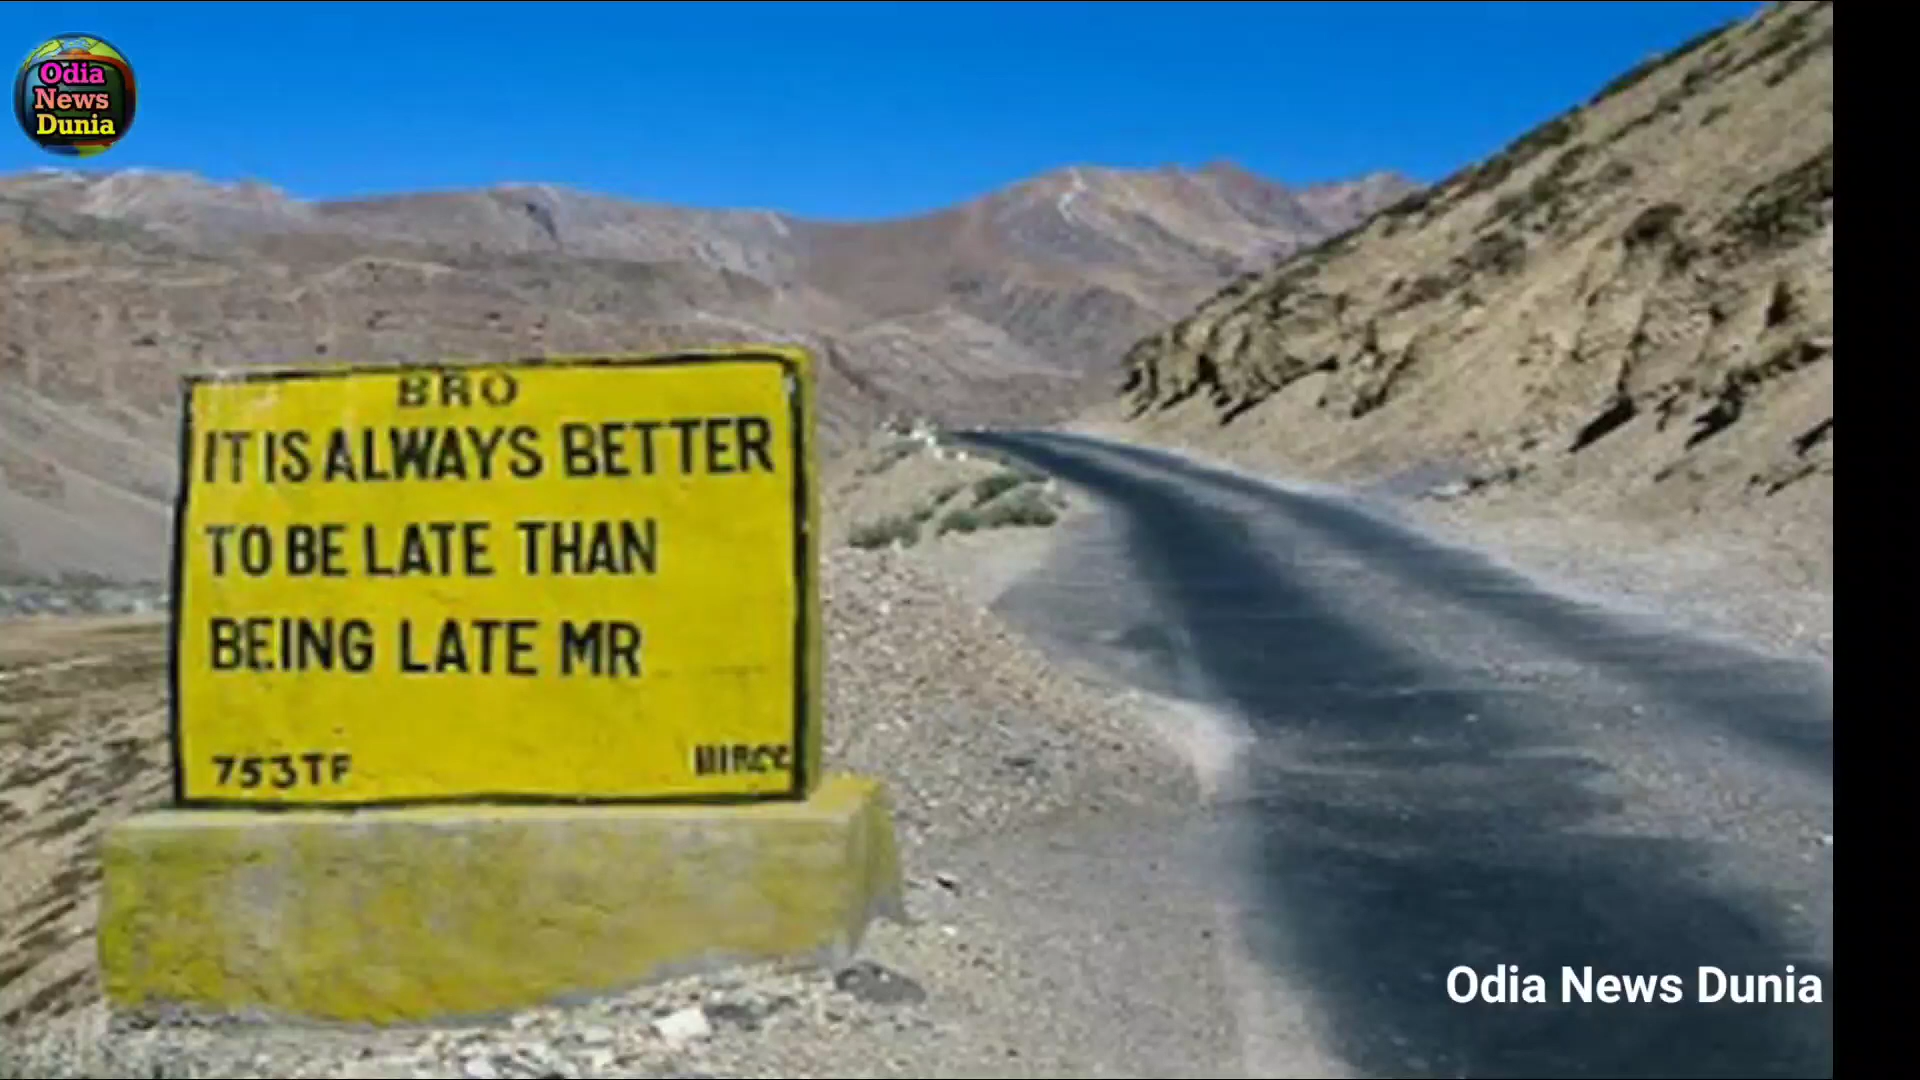 Odia
News
Dunia
BRO
IT IS ALWAYS BETTER
TO BE LATE THAN
BEING LATE MR
753TF
Odia News Dunia